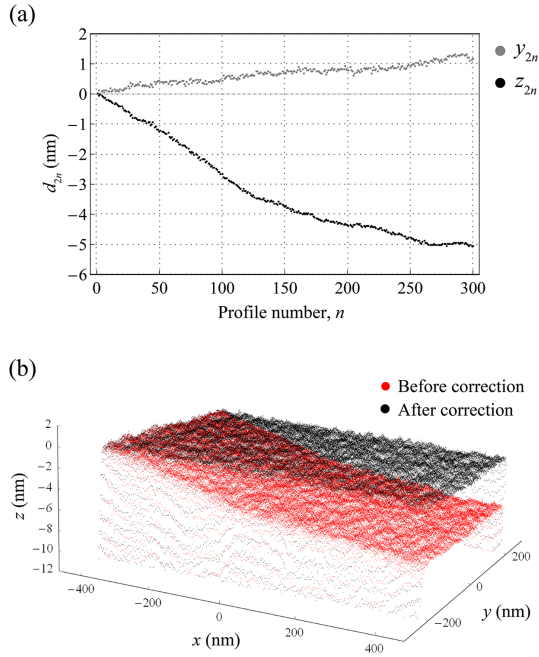 (a)
2
1
0
−1
−2
−3
−4
−5
−6
d2n (nm)
0 50 100 150 200 250 300
Profile number, n
y2n
z2n
(b)
Before correction
After correction
2
0
−2
−4
−6
−8
−10
−12
z (nm)
−400 −200 0 200 400
x (nm)
−200 0 200
y (nm)